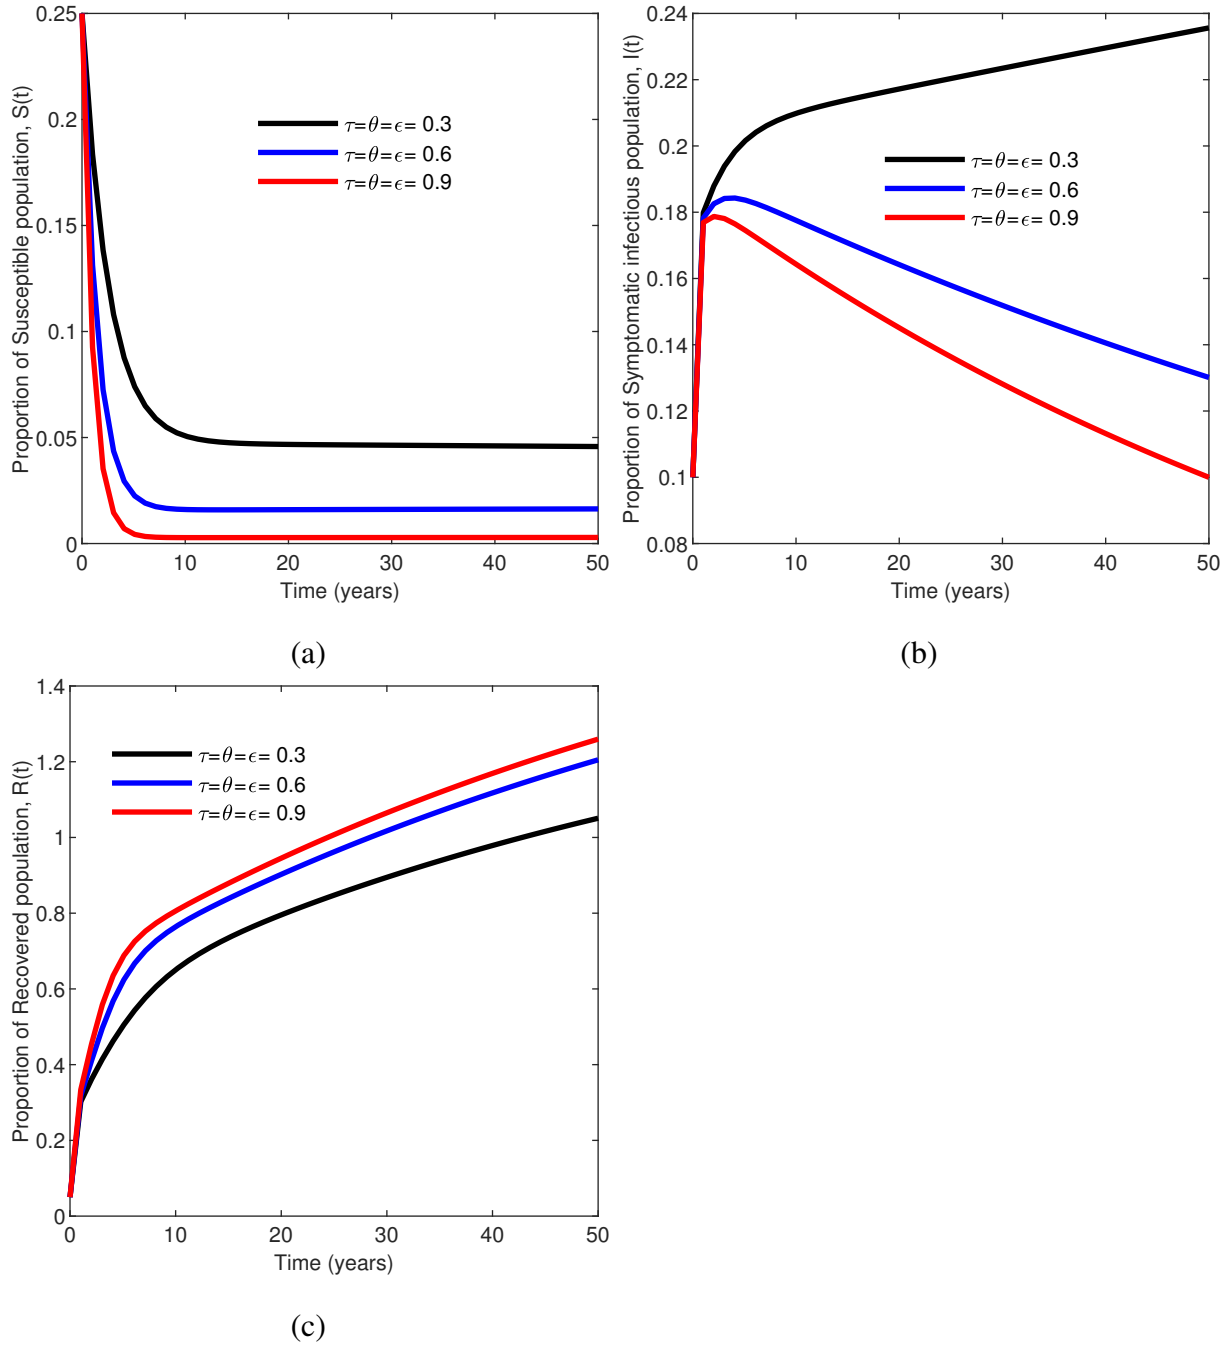 Proportion of Susceptible population, S(t)
0.25
0.2
0.15
0.1
0.05
0
τ=θ=ϵ= 0.3
τ=θ=ϵ= 0.6
τ=θ=ϵ= 0.9
0 10 20 30 40 50
Time (years)
(a)
Proportion of Symptomatic infectious population, I(t)
0.24
0.22
0.2
0.18
0.16
0.14
0.12
0.1
0.08
τ=θ=ϵ= 0.3
τ=θ=ϵ= 0.6
τ=θ=ϵ= 0.9
0 10 20 30 40 50
Time (years)
(b)
Proportion of Recovered population, R(t)
1.4
1.2
1
0.8
0.6
0.4
0.2
0
τ=θ=ϵ= 0.3
τ=θ=ϵ= 0.6
τ=θ=ϵ= 0.9
0 10 20 30 40 50
Time (years)
(c)